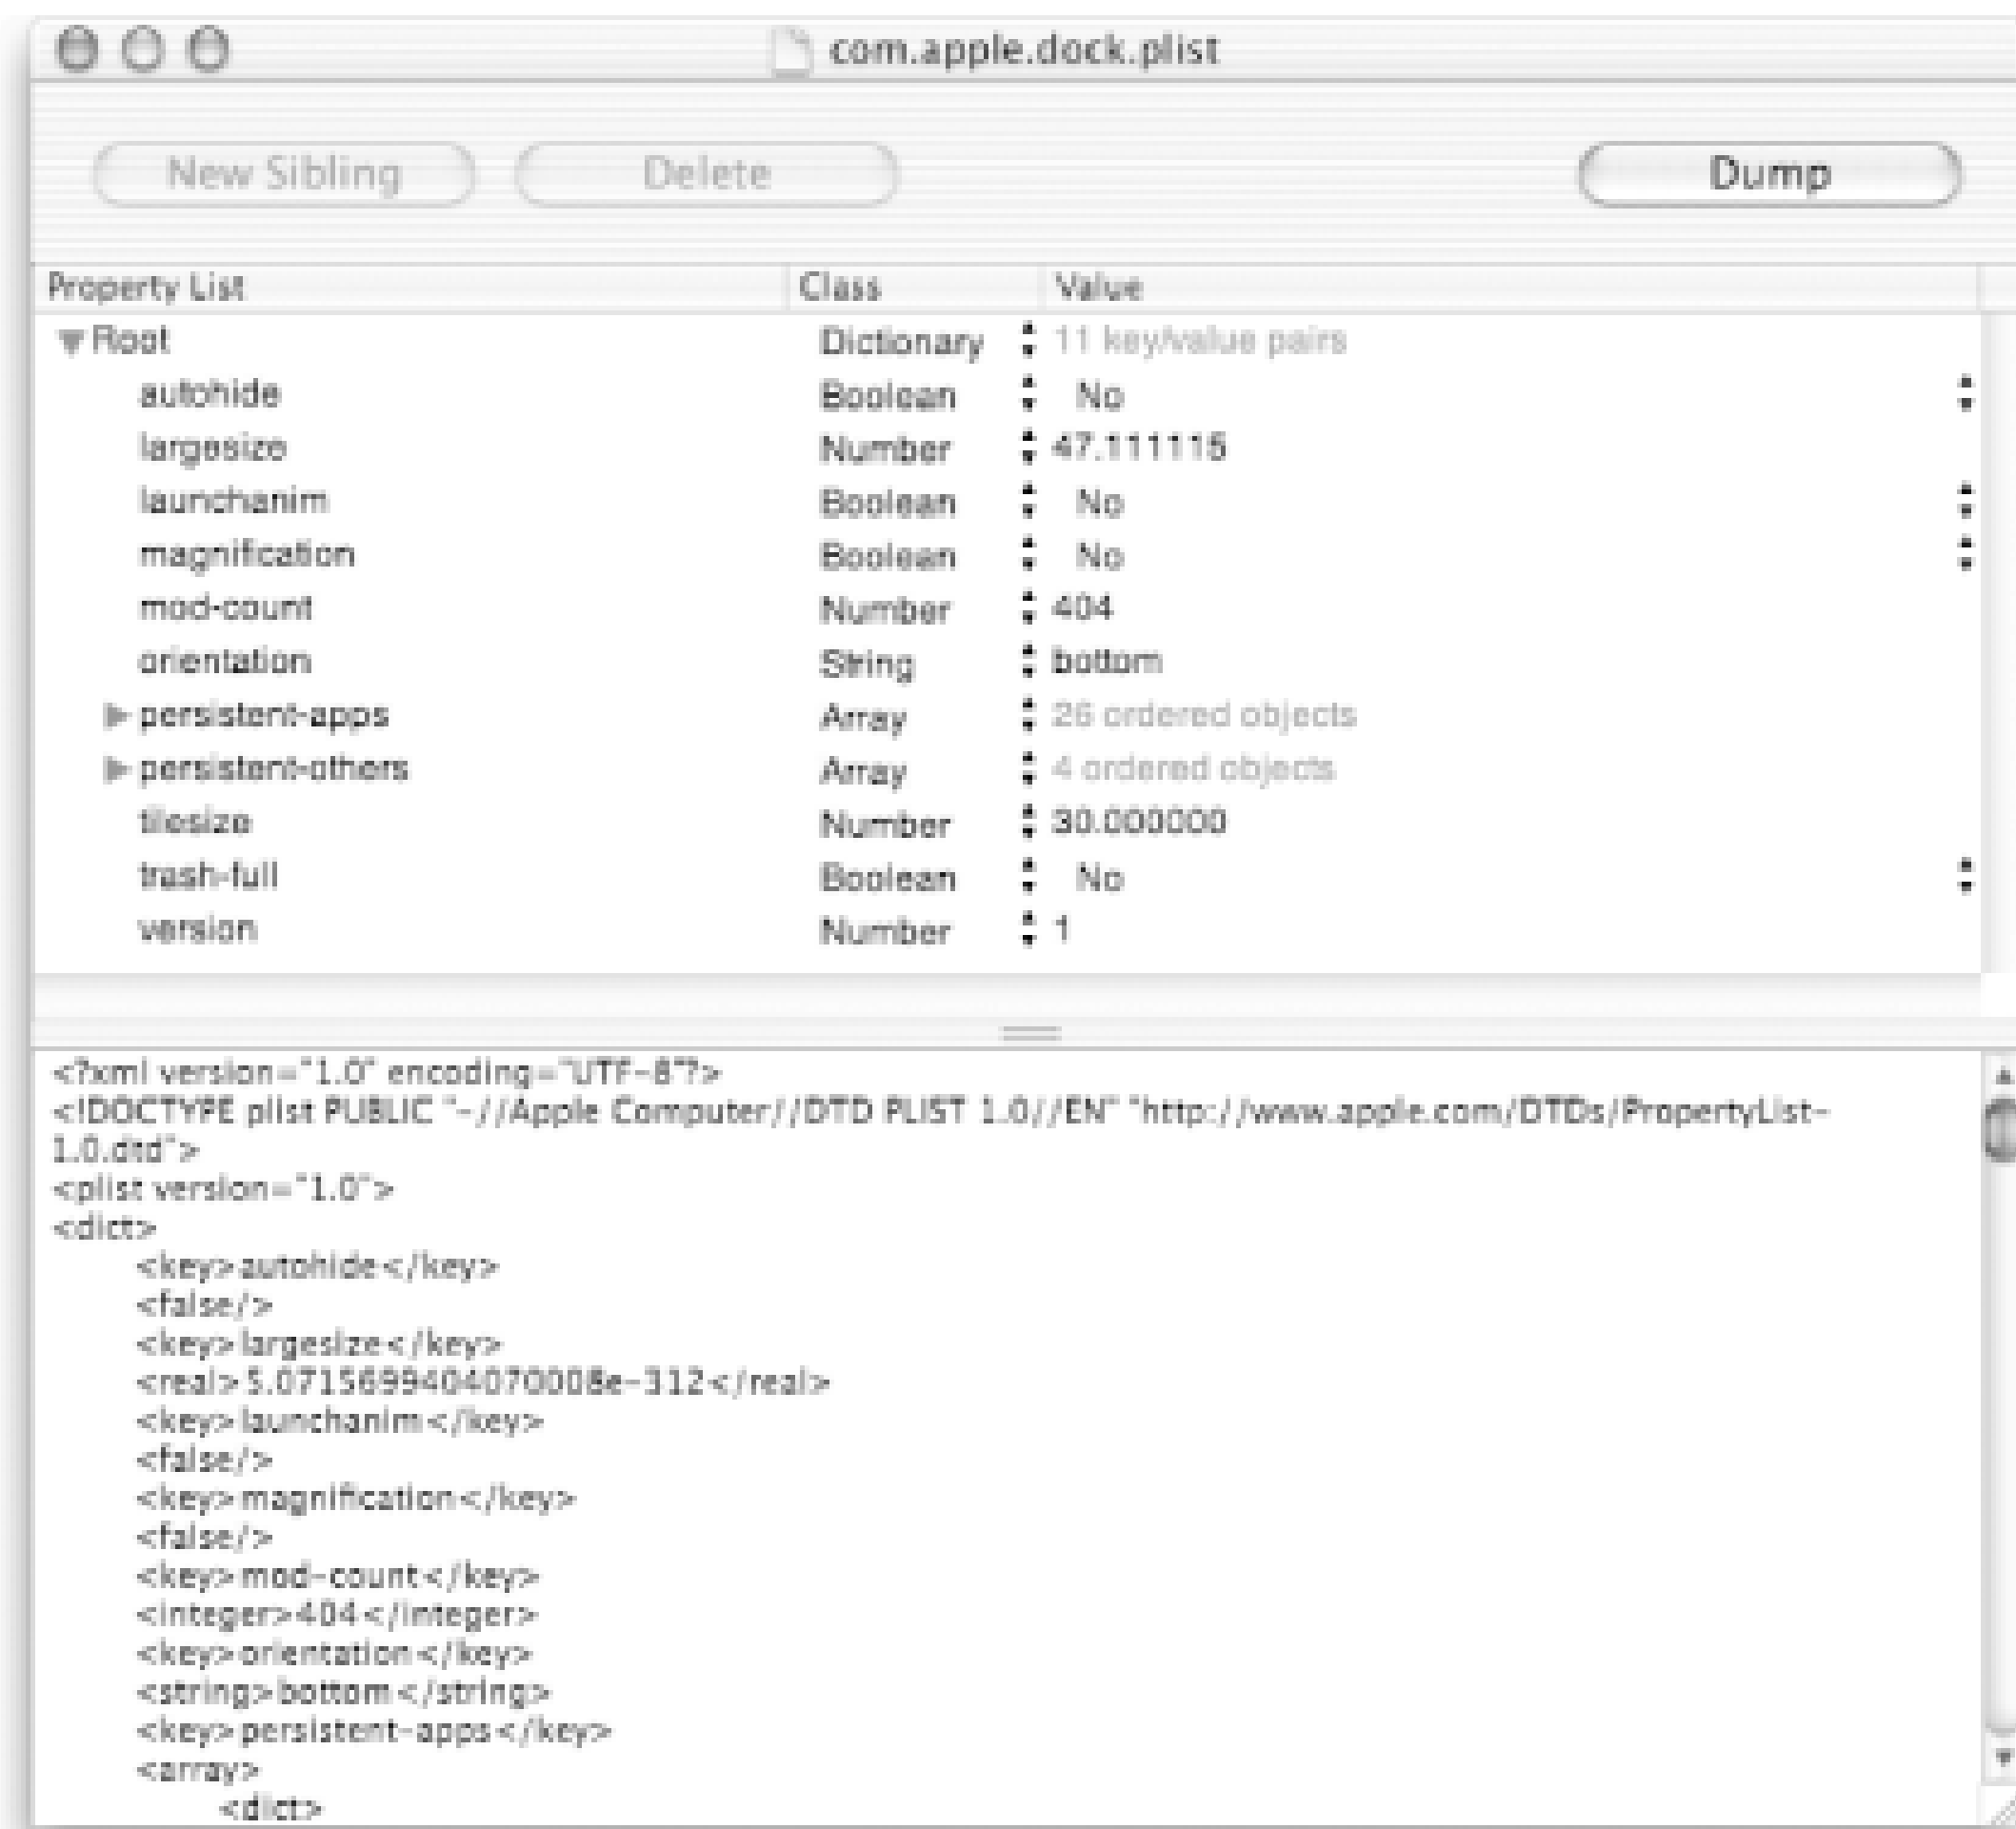 com.apple.dock.plist
New Sibling Delete Dump
Property List Class Value
Root Dictionary 11 key/value pairs
autohide Boolean No
largesize Number 47.111115
launchanim Boolean No
magnification Boolean No
mod-count Number 404
orientation String bottom
persistent-apps Array 26 ordered objects
persistent-others Array 4 ordered objects
tilesize Number 30.000000
trash-full Boolean No
version Number 1
<?xml version="1.0" encoding="UTF-8"?>
<!DOCTYPE plist PUBLIC "-//Apple Computer//DTD PLIST 1.0//EN" "http://www.apple.com/DTDs/PropertyList-
1.0.dtd">
<plist version="1.0">
<dict>
<key>autohide</key>
<false/>
<key>largesize</key>
<real>5.0715699404070008e-312</real>
<key>launchanim</key>
<false/>
<key>magnification</key>
<false/>
<key>mod-count</key>
<integer>404</integer>
<key>orientation</key>
<string>bottom</string>
<key>persistent-apps</key>
<array>
<dict>